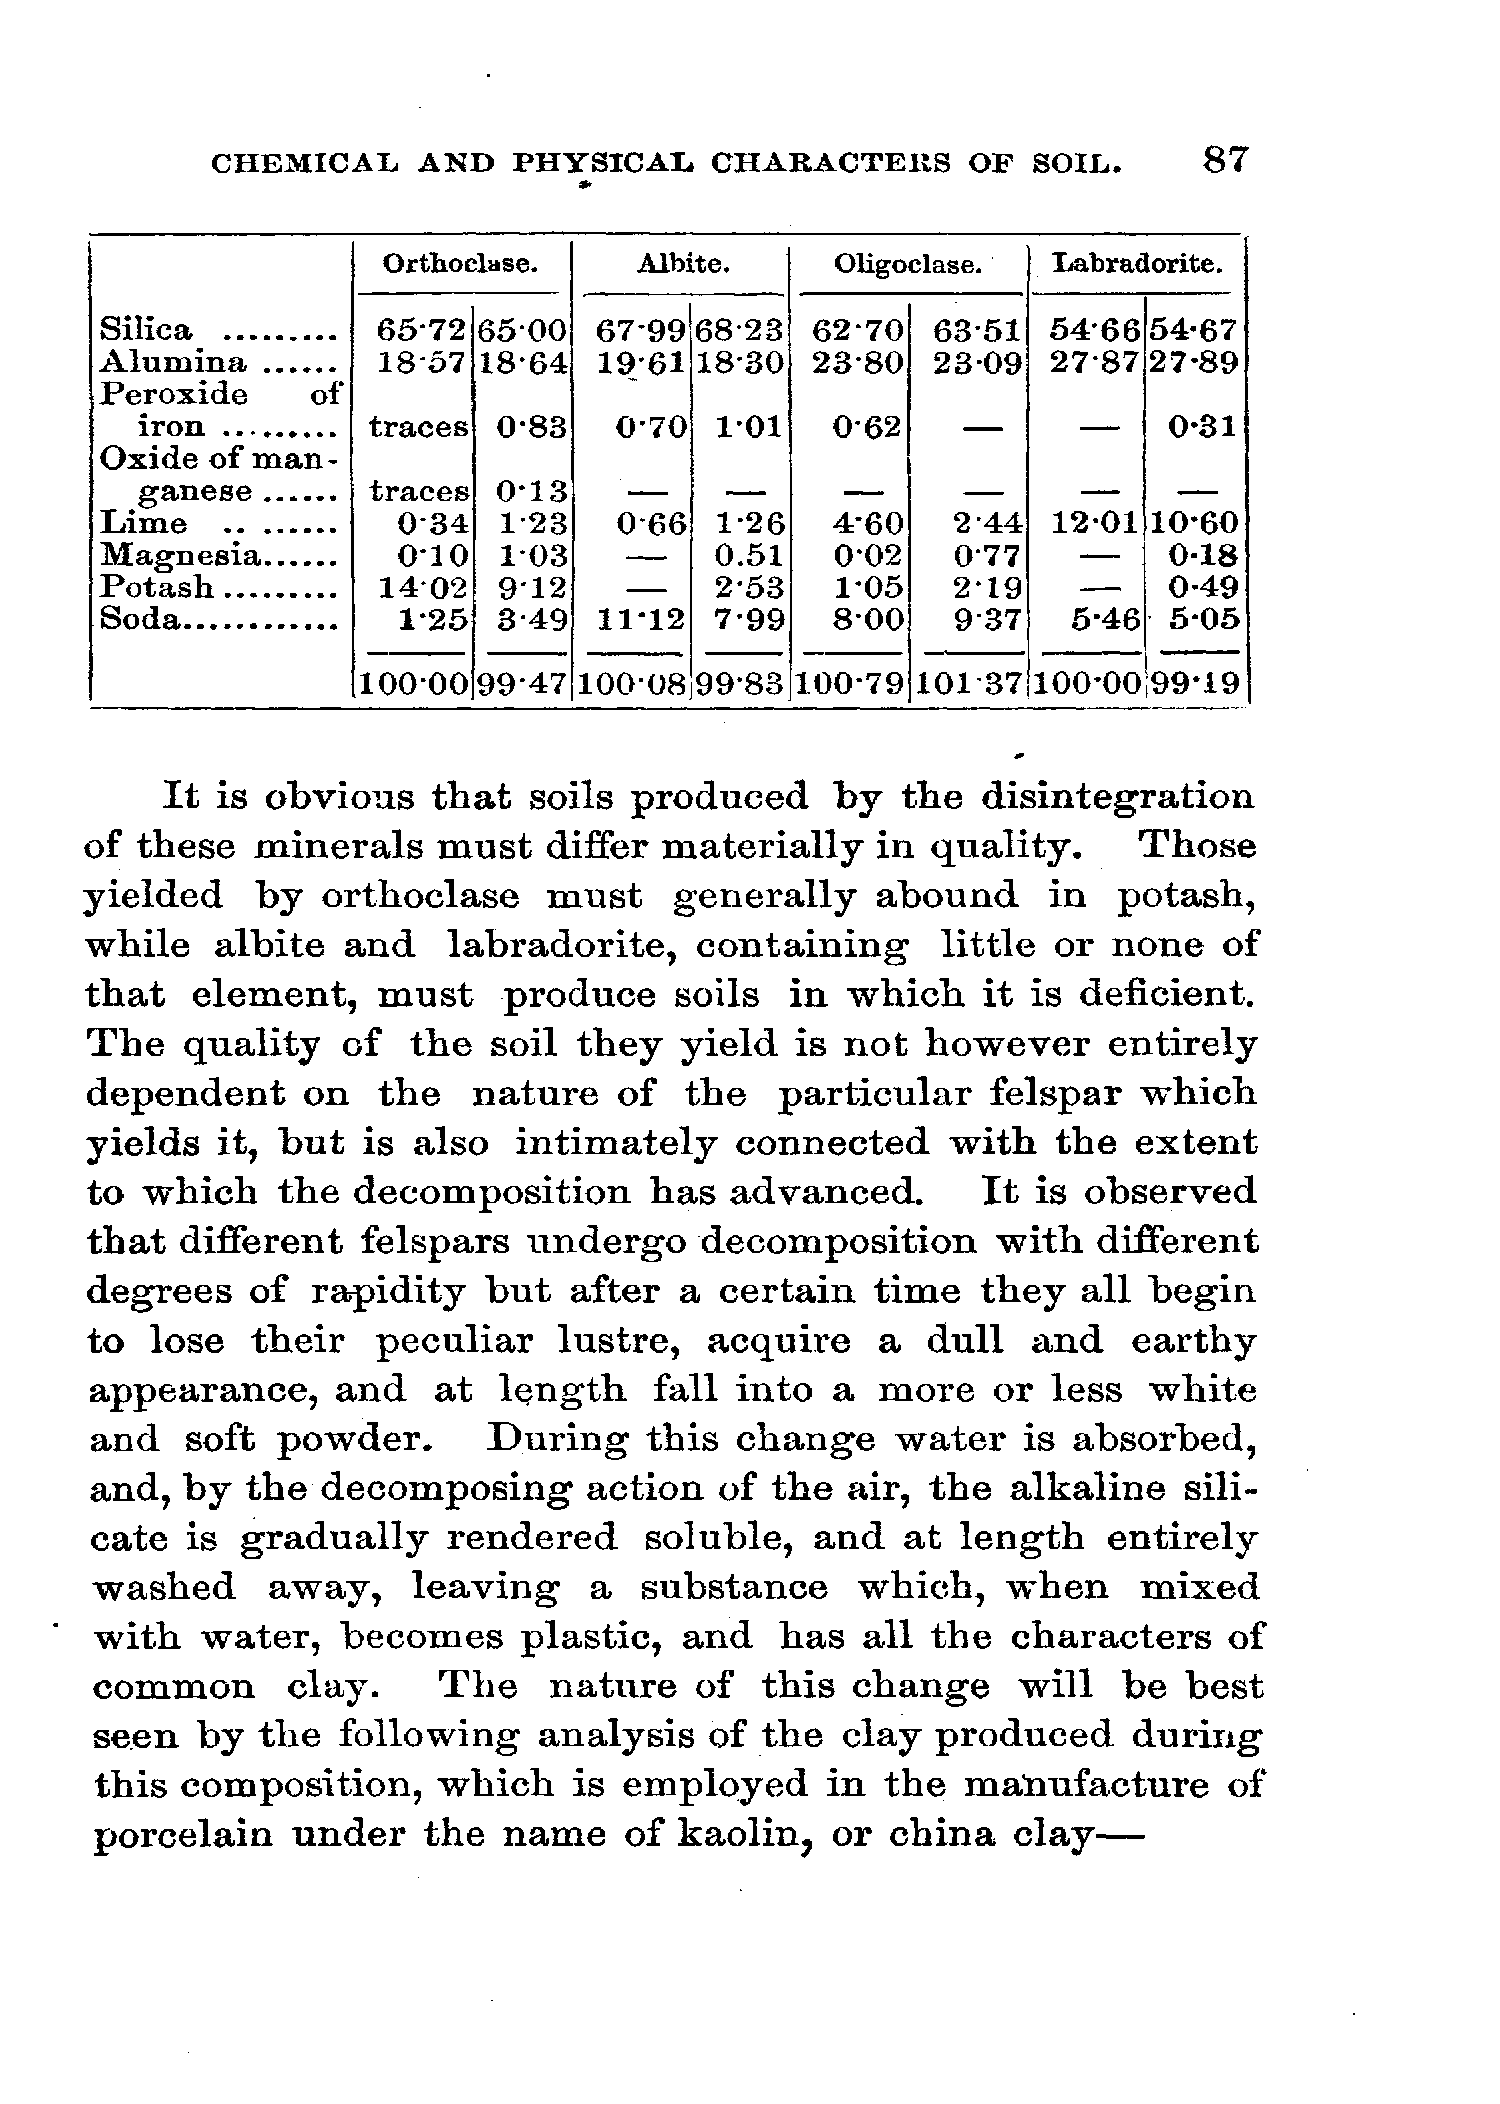 CHEMICAL AND PHYSICAL CHARACTERS OF SOIL. 87
Orthoclase. Albite. Oligoclase. Labradorite.
Silica ......... 65·72 65·00 67·99 68·23 62·70 63·51 54·66 54·67
Alumina ...... 18·57 18·64 19·61 18·30 23·80 23·09 27·87 27·89
Peroxide of
iron ......... traces 0·83 0·70 1·01 0·62 — — 0·31
Oxide of man-
ganese ...... traces 0·13 — — — — — —
Lime .. ...... 0·34 1·23 0·66 1·26 4·60 2·44 12·01 10·60
Magnesia...... 0·10 1·03 — 0.51 0·02 0·77 — 0·18
Potash ......... 14·02 9·12 — 2·53 1·05 2·19 — 0·49
Soda............ 1·25 3·49 11·12 7·99 8·00 9·37 5·46 5·05
100·00 99·47 100·08 99·83 100·79 101·37 100·00 99·19
It is obvious that soils produced by the disintegration
of these minerals must differ materially in quality. Those
yielded by orthoclase must generally abound in potash,
while albite and labradorite, containing little or none of
that element, must produce soils in which it is deficient.
The quality of the soil they yield is not however entirely
dependent on the nature of the particular felspar which
yields it, but is also intimately connected with the extent
to which the decomposition has advanced. It is observed
that different felspars undergo decomposition with different
degrees of rapidity but after a certain time they all begin
to lose their peculiar lustre, acquire a dull and earthy
appearance, and at length fall into a more or less white
and soft powder. During this change water is absorbed,
and, by the decomposing action of the air, the alkaline sili-
cate is gradually rendered soluble, and at length entirely
washed away, leaving a substance which, when mixed
with water, becomes plastic, and has all the characters of
common clay. The nature of this change will be best
seen by the following analysis of the clay produced during
this composition, which is employed in the manufacture of
porcelain under the name of kaolin, or china clay—